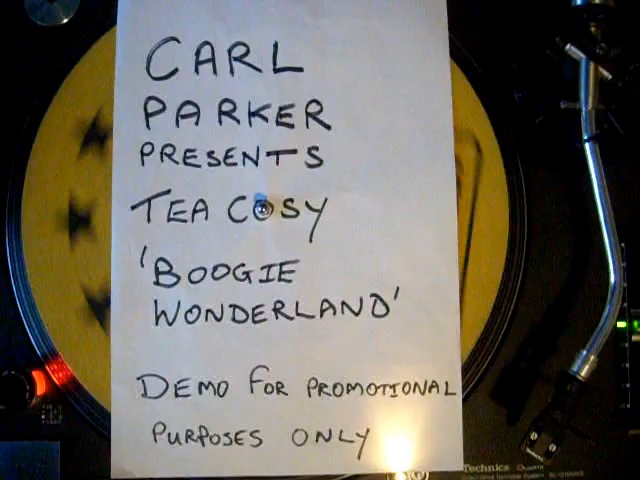 CARL
PARKER
PRESENTS
TEA COSY
'BOOGIE
WONDERLAND'
DEMO FOR PROMOTIONAL
PURPOSES ONLY
Technics